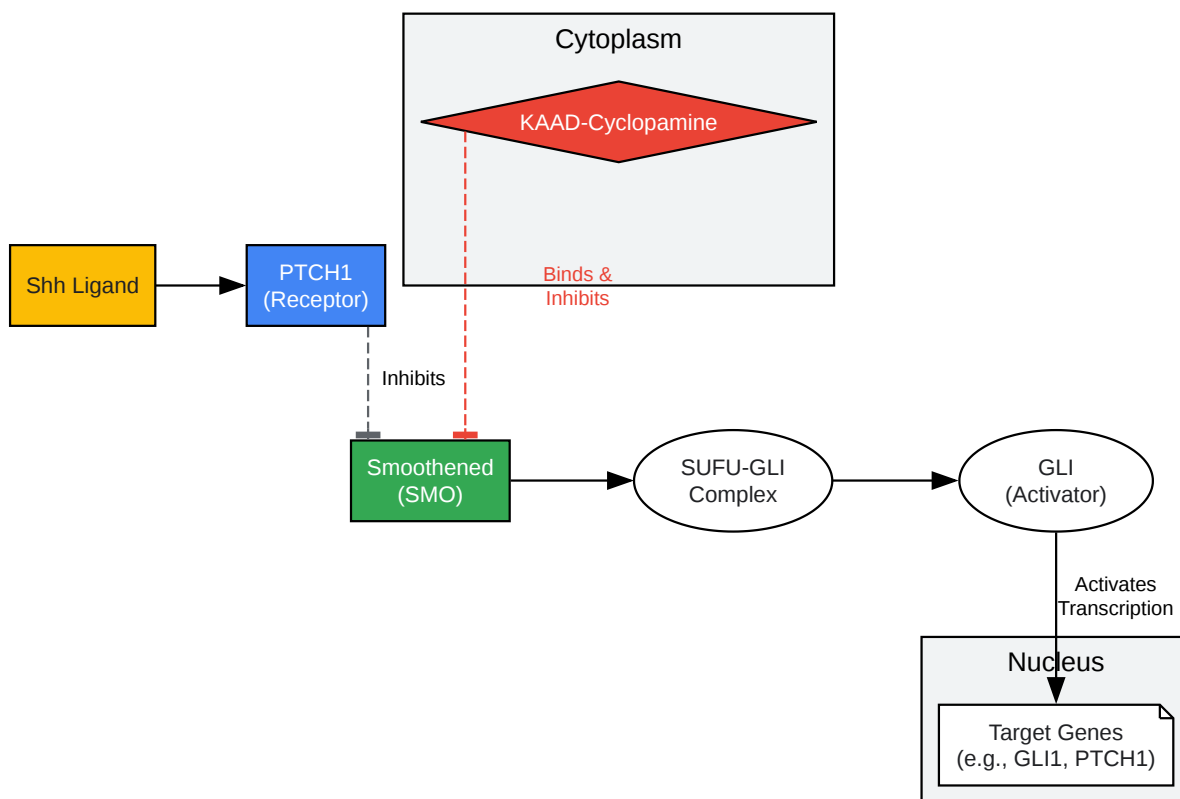 Cytoplasm
KAAD-Cyclopamine
Shh Ligand
PTCH1
(Receptor)
Binds &
Inhibits
Inhibits
Smoothened
(SMO)
SUFU-GLI
Complex
GLI
(Activator)
Activates
Transcription
Nucleus
Target Genes
(e.g., GLI1, PTCH1)